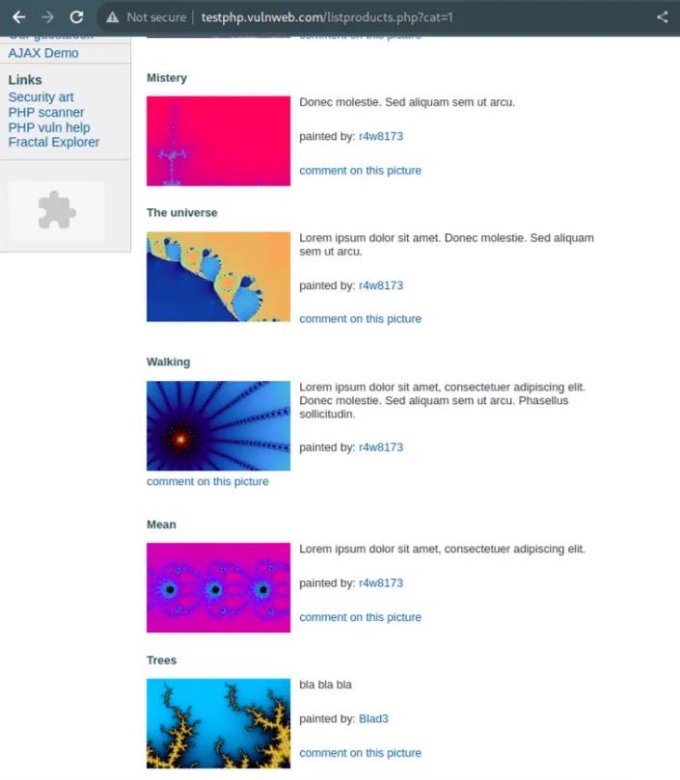 Not secure | testphp.vulnweb.com/listproducts.php?cat=1
AJAX Demo
Links
Security art
PHP scanner
PHP vuln help
Fractal Explorer
comment on this picture
Mistery
Donec molestie. Sed aliquam sem ut arcu.
painted by: r4w8173
comment on this picture
The universe
Lorem ipsum dolor sit amet. Donec molestie. Sed aliquam
sem ut arcu.
painted by: r4w8173
comment on this picture
Walking
Lorem ipsum dolor sit amet, consectetuer adipiscing elit.
Donec molestie. Sed aliquam sem ut arcu. Phasellus
sollicitudin.
painted by: r4w8173
comment on this picture
Mean
Lorem ipsum dolor sit amet, consectetuer adipiscing elit.
painted by: r4w8173
comment on this picture
Trees
bla bla bla
painted by: Blad3
comment on this picture